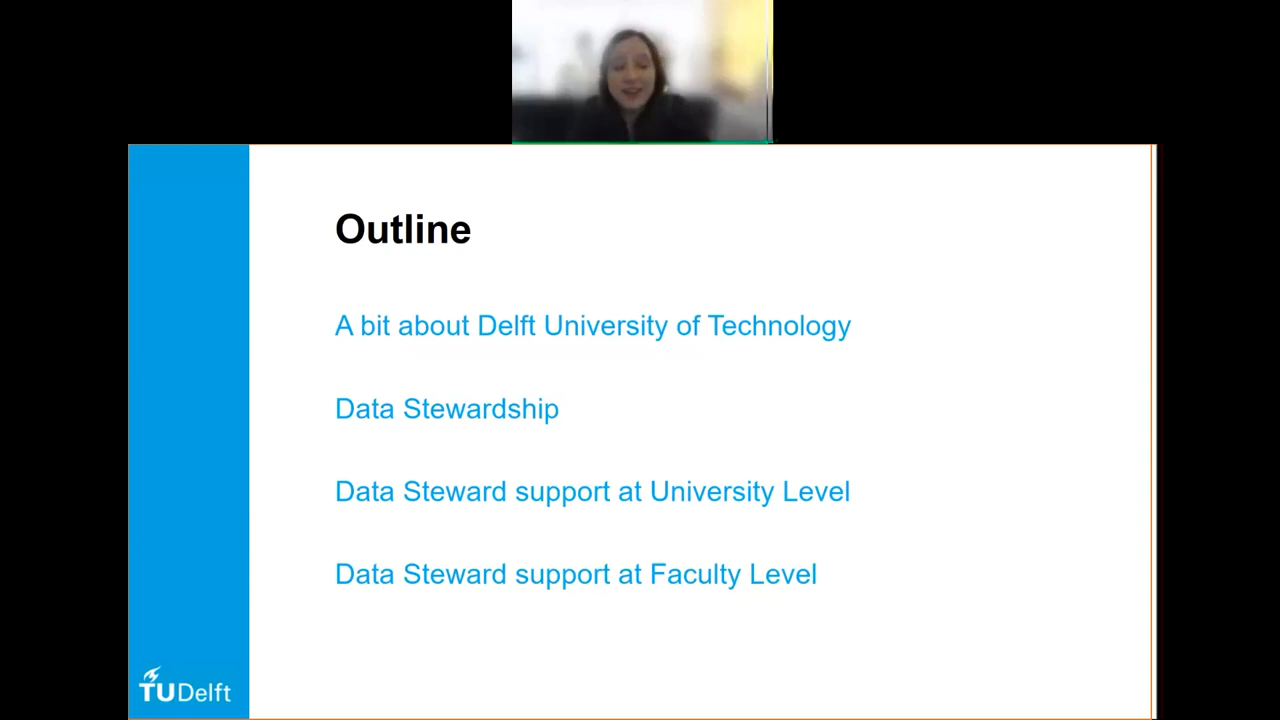 Outline
A bit about Delft University of Technology
Data Stewardship
Data Steward support at University Level
Data Steward support at Faculty Level
TUDelft